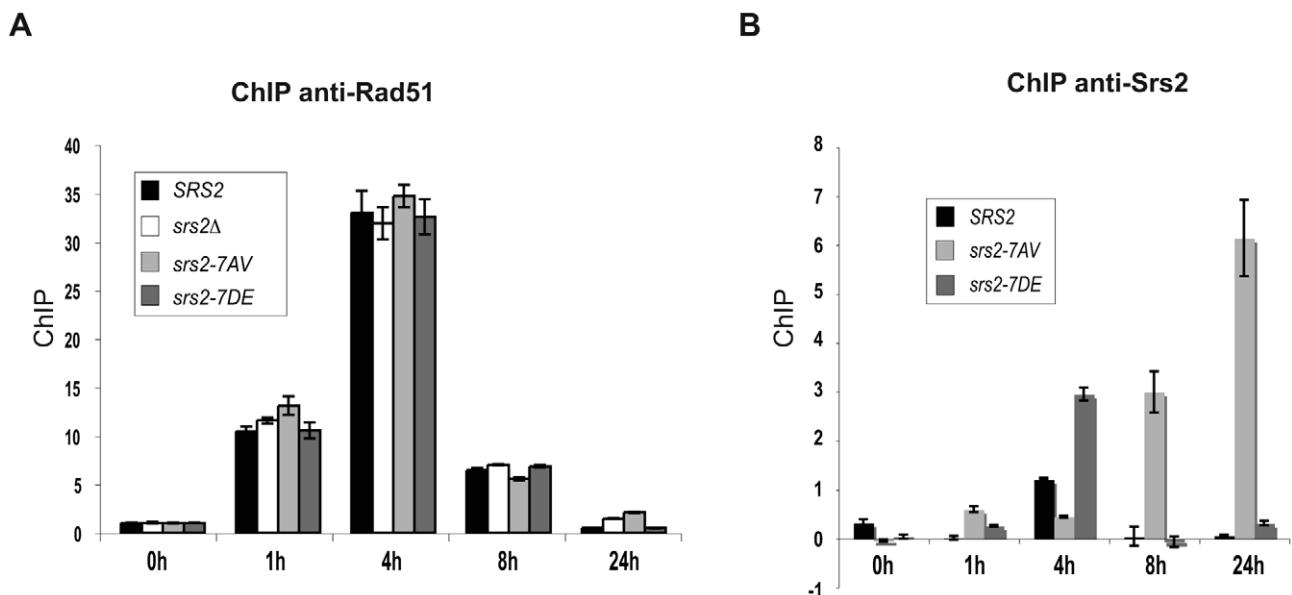 A
ChIP anti-Rad51
ChIP
40
35
30
25
20
15
10
5
0
SRS2
srs2Δ
srs2-7AV
srs2-7DE
0h 1h 4h 8h 24h
B
ChIP anti-Srs2
ChIP
8
7
6
5
4
3
2
1
0
-1
SRS2
srs2-7AV
srs2-7DE
0h 1h 4h 8h 24h